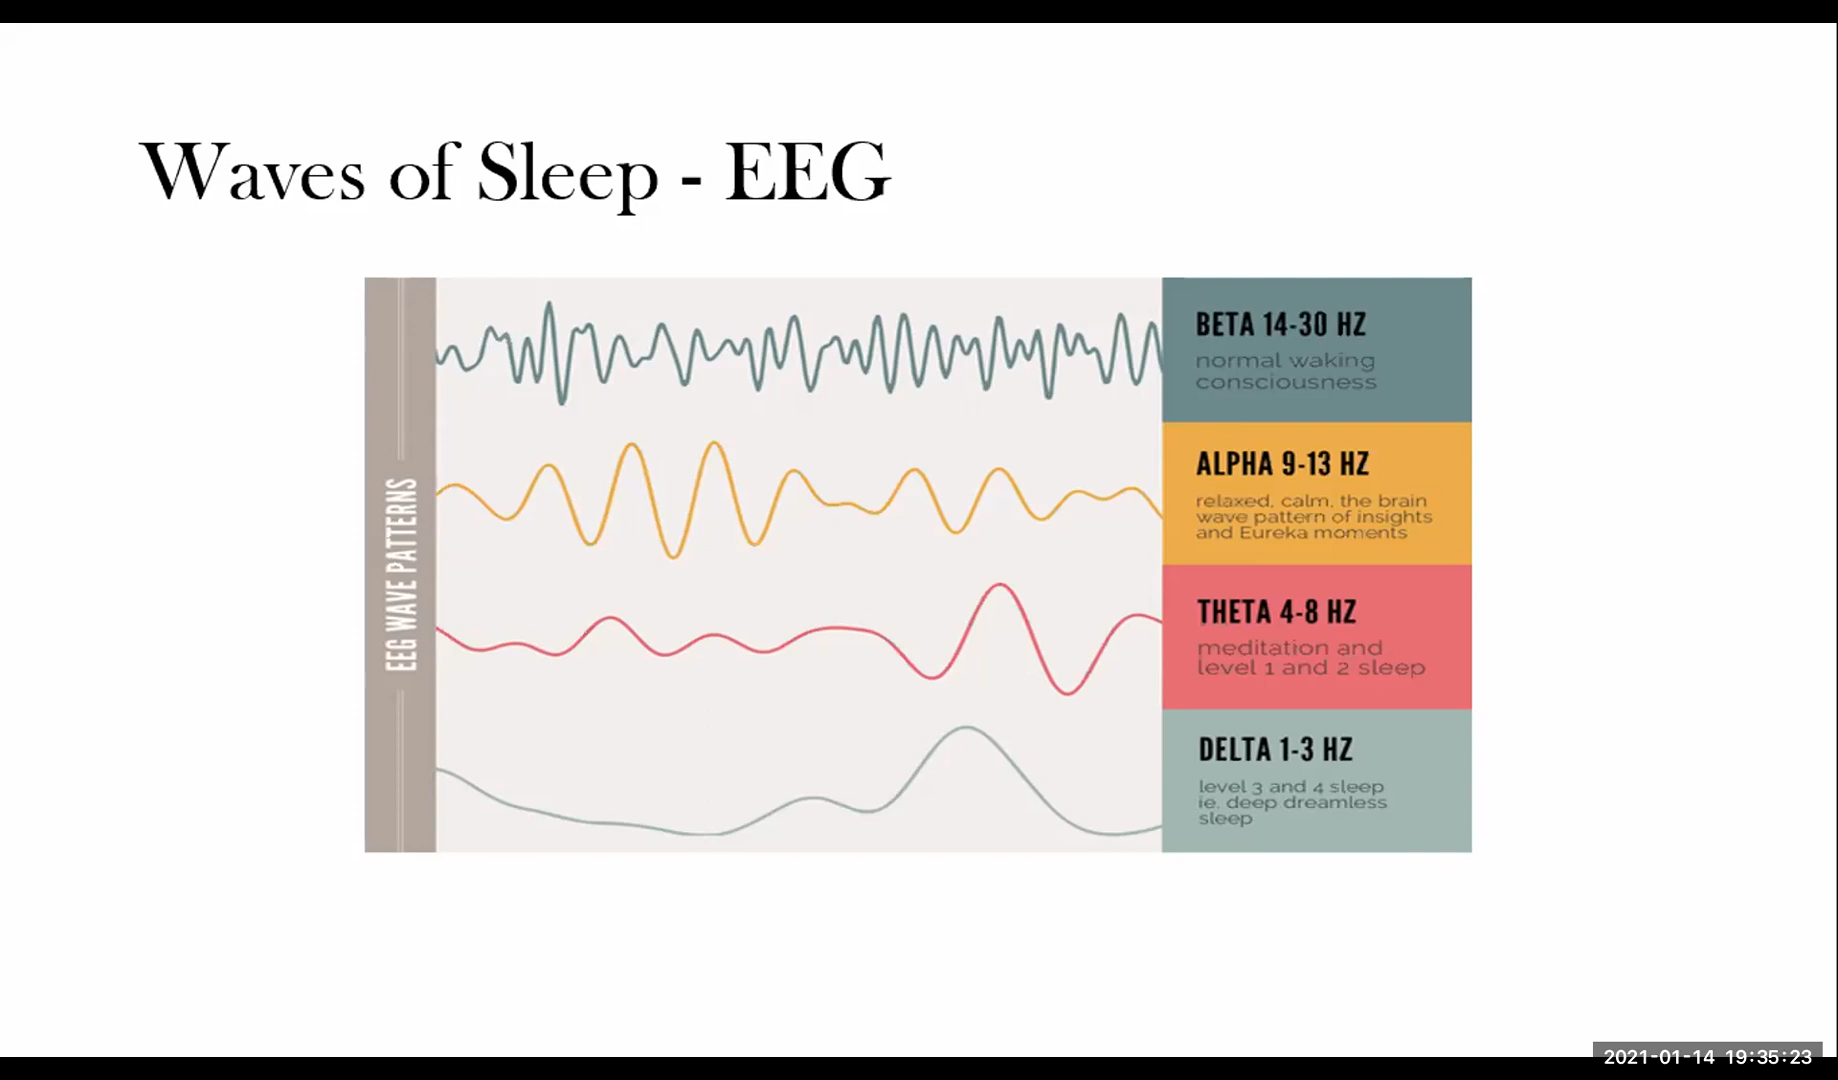 Waves of Sleep - EEG
EEG WAVE PATTERNS
BETA 14-30 HZ
normal waking
consciousness
ALPHA 9-13 HZ
relaxed, calm, the brain
wave pattern of insights
and Eureka moments
THETA 4-8 HZ
meditation and
level 1 and 2 sleep
DELTA 1-3 HZ
level 3 and 4 sleep
ie. deep dreamless
sleep
2021-01-14 19:35:23